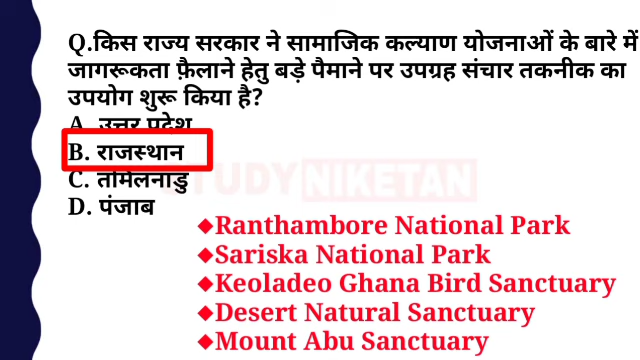 Q.किस राज्य सरकार ने सामाजिक कल्याण योजनाओं के बारे में
जागरूकता फ़ैलाने हेतु बड़े पैमाने पर उपग्रह संचार तकनीक का
उपयोग शुरू किया है?
A. उत्तर प्रदेश
B. राजस्थान
C. तमिलनाडु
D. पंजाब
STUDY NIKETAN
◆Ranthambore National Park
◆Sariska National Park
◆Keoladeo Ghana Bird Sanctuary
◆Desert Natural Sanctuary
◆Mount Abu Sanctuary